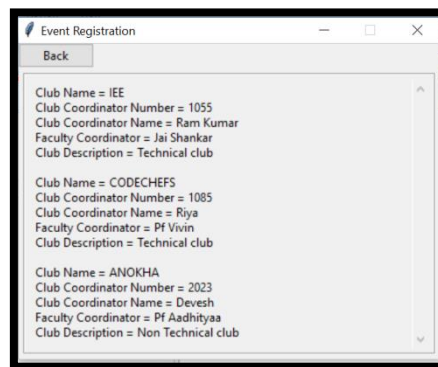 Event Registration
Back
Club Name = IEE
Club Coordinator Number = 1055
Club Coordinator Name = Ram Kumar
Faculty Coordinator = Jai Shankar
Club Description = Technical club
Club Name = CODECHEFS
Club Coordinator Number = 1085
Club Coordinator Name = Riya
Faculty Coordinator = Pf Vivin
Club Description = Technical club
Club Name = ANOKHA
Club Coordinator Number = 2023
Club Coordinator Name = Devesh
Faculty Coordinator = Pf Aadhityaa
Club Description = Non Technical club